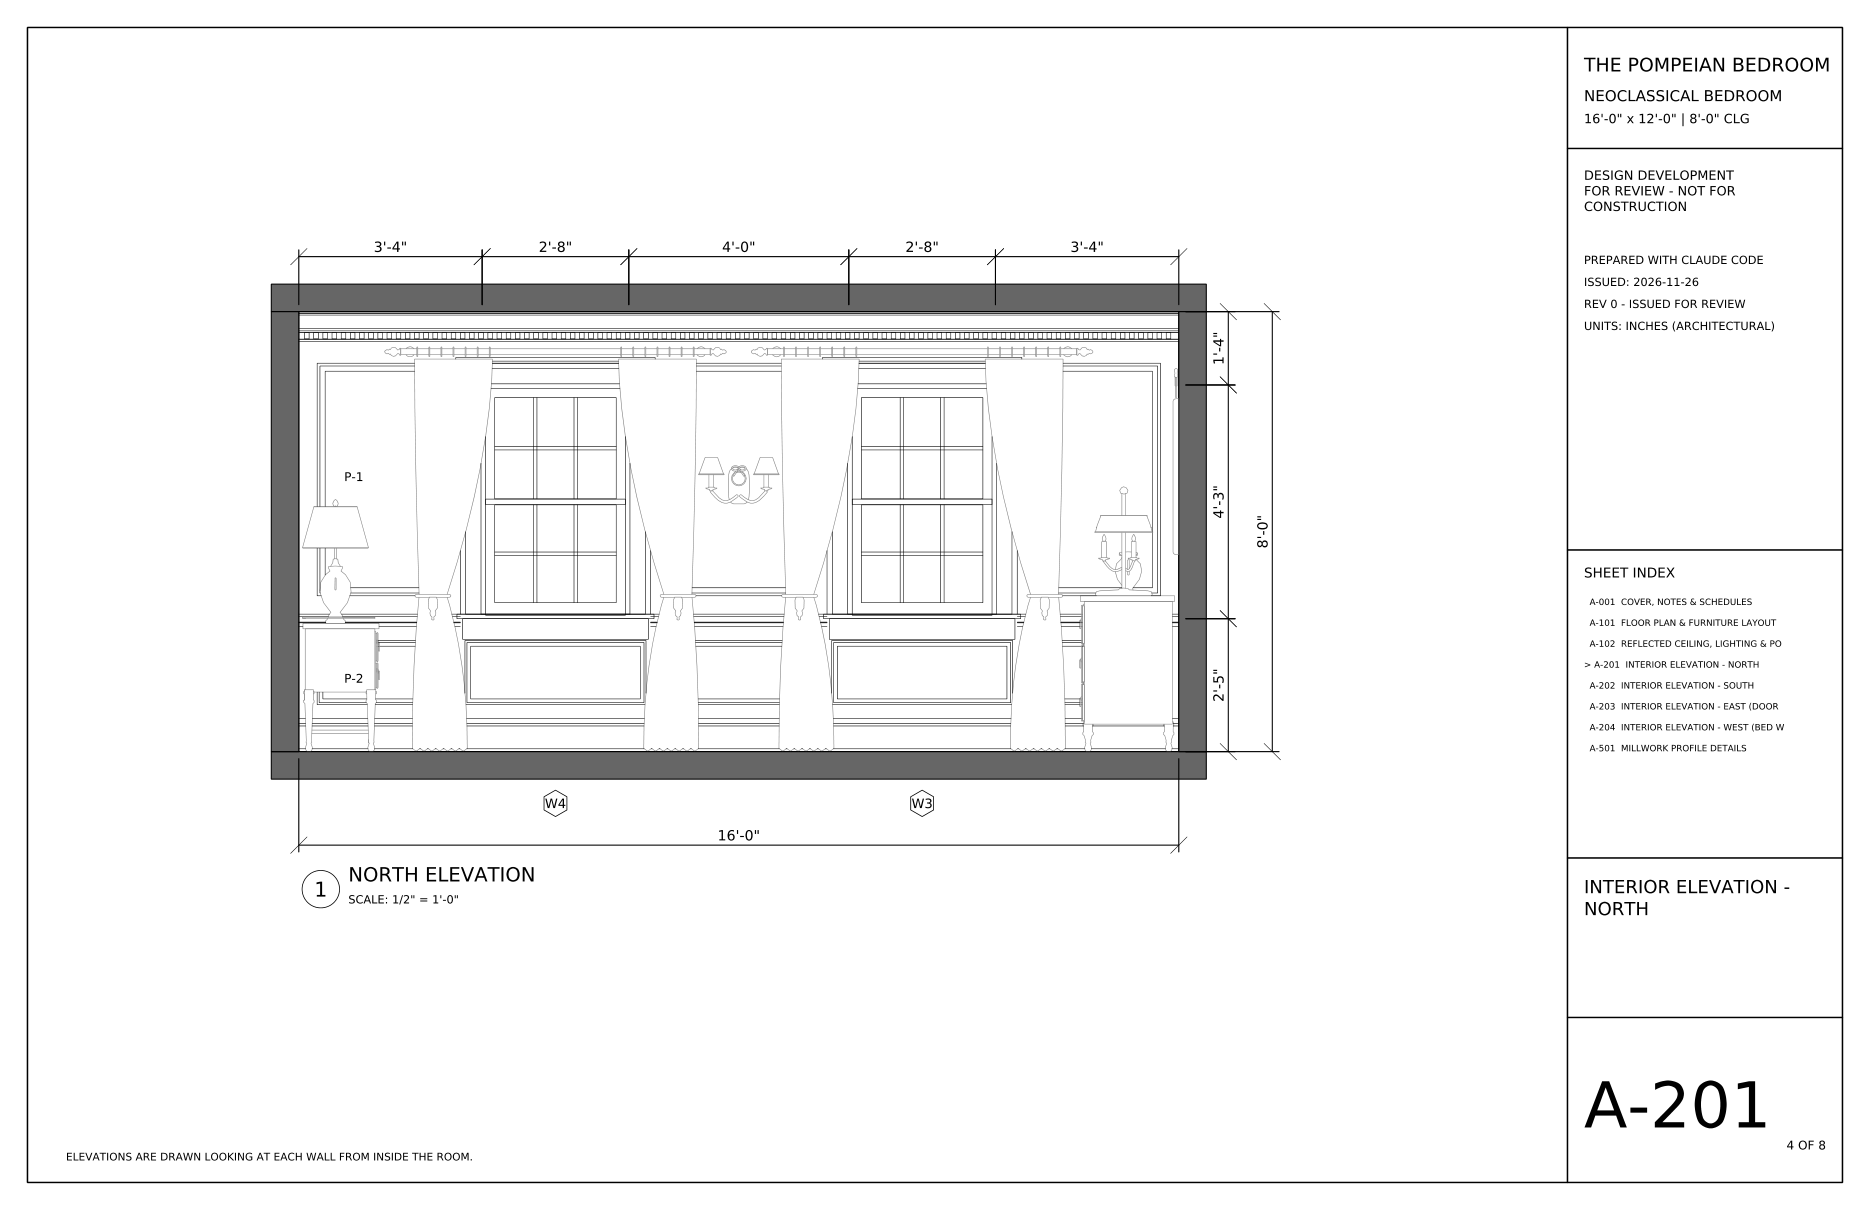 THE POMPEIAN BEDROOM
NEOCLASSICAL BEDROOM
16'-0" x 12'-0" | 8'-0" CLG
DESIGN DEVELOPMENT
FOR REVIEW - NOT FOR
CONSTRUCTION
PREPARED WITH CLAUDE CODE
ISSUED: 2026-11-26
REV 0 - ISSUED FOR REVIEW
UNITS: INCHES (ARCHITECTURAL)
3'-4" 2'-8" 4'-0" 2'-8" 3'-4"
1'-4"
4'-3"
2'-5"
8'-0"
P-1
P-2
W4 W3
16'-0"
1 NORTH ELEVATION
SCALE: 1/2" = 1'-0"
SHEET INDEX
A-001 COVER, NOTES & SCHEDULES
A-101 FLOOR PLAN & FURNITURE LAYOUT
A-102 REFLECTED CEILING, LIGHTING & PO
> A-201 INTERIOR ELEVATION - NORTH
A-202 INTERIOR ELEVATION - SOUTH
A-203 INTERIOR ELEVATION - EAST (DOOR
A-204 INTERIOR ELEVATION - WEST (BED W
A-501 MILLWORK PROFILE DETAILS
INTERIOR ELEVATION -
NORTH
A-201
4 OF 8
ELEVATIONS ARE DRAWN LOOKING AT EACH WALL FROM INSIDE THE ROOM.